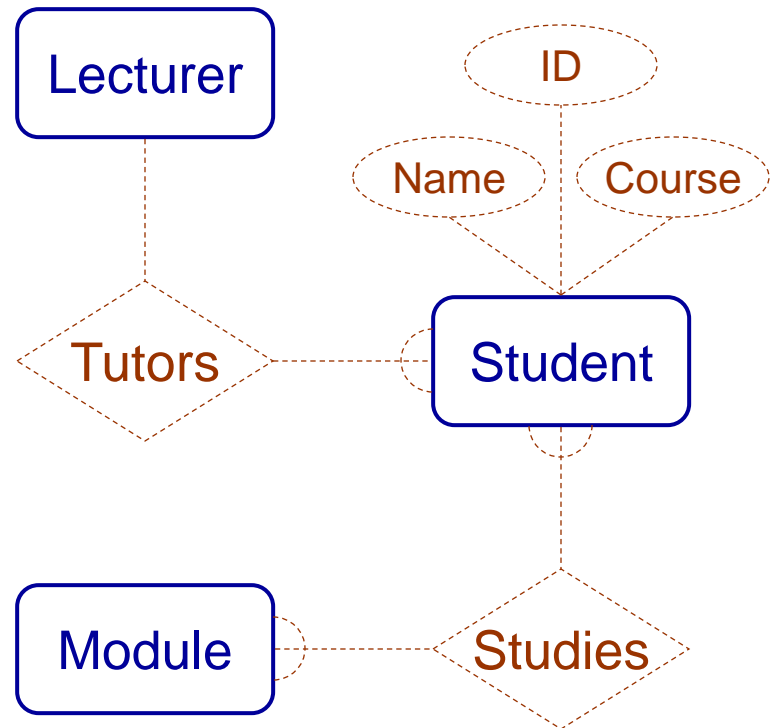 Lecturer
ID
Name
Course
Tutors
Student
Module
Studies